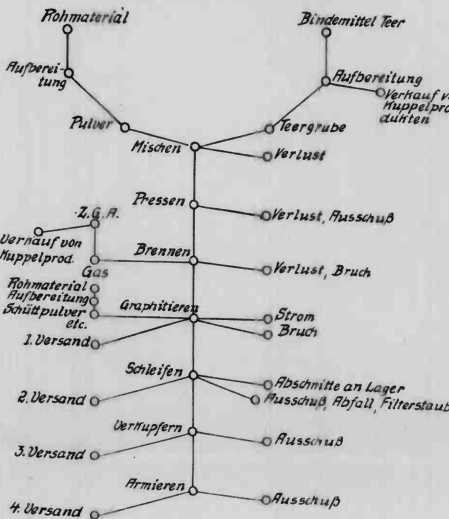 Rohmaterial
Bindemittel Teer
Aufberei-
tung
Aufbereitung
Verkauf v.
Kuppelpro
dukten
Pulver
Teergrube
Mischen
Verlust
Pressen
Verlust, Ausschuß
Z.G.A.
Verkauf von
Kuppelprod.
Brennen
Verlust, Bruch
Gas
Rohmaterial
Aufbereitung
Schüttpulver
etc.
Graphitieren
Strom
Bruch
1. Versand
Schleifen
Abschnitte an Lager
Ausschuß, Abfall, Filterstaub
2. Versand
Verkupfern
Ausschuß
3. Versand
Armieren
Ausschuß
4. Versand